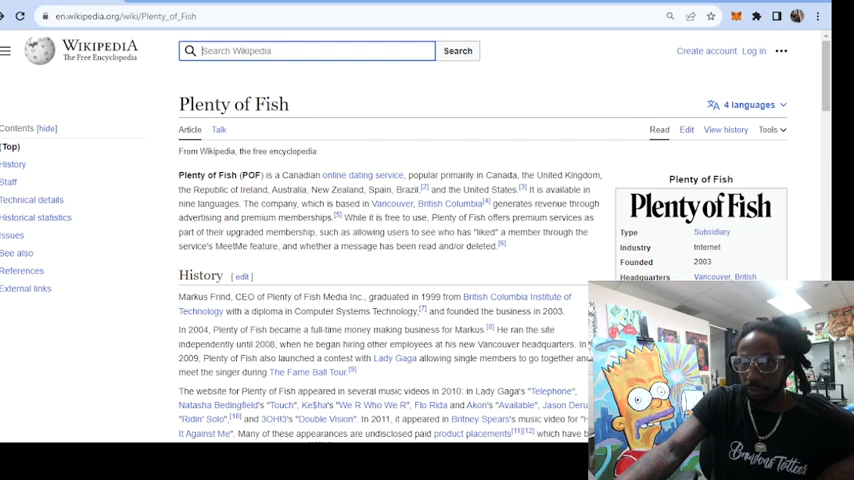 en.wikipedia.org/wiki/Plenty_of_Fish
WIKIPEDIA
The Free Encyclopedia
Search Wikipedia
Search
Create account Log in
Contents [hide]
(Top)
History
Staff
Technical details
Historical statistics
Issues
See also
References
External links
Plenty of Fish
4 languages
Article Talk
Read Edit View history Tools
From Wikipedia, the free encyclopedia
Plenty of Fish (POF) is a Canadian online dating service, popular primarily in Canada, the United Kingdom,
the Republic of Ireland, Australia, New Zealand, Spain, Brazil,[2] and the United States.[3] It is available in
nine languages. The company, which is based in Vancouver, British Columbia[4] generates revenue through
advertising and premium memberships.[5] While it is free to use, Plenty of Fish offers premium services as
part of their upgraded membership, such as allowing users to see who has "liked" a member through the
service's MeetMe feature, and whether a message has been read and/or deleted.[6]
Plenty of Fish
Plenty of Fish
Type Subsidiary
Industry Internet
Founded 2003
Headquarters Vancouver, British
History [ edit ]
Markus Frind, CEO of Plenty of Fish Media Inc., graduated in 1999 from British Columbia Institute of
Technology with a diploma in Computer Systems Technology,[7] and founded the business in 2003.
In 2004, Plenty of Fish became a full-time money making business for Markus.[8] He ran the site
independently until 2008, when he began hiring other employees at his new Vancouver headquarters. In
2009, Plenty of Fish also launched a contest with Lady Gaga allowing single members to go together and
meet the singer during The Fame Ball Tour.[9]
The website for Plenty of Fish appeared in several music videos in 2010: in Lady Gaga's "Telephone",
Natasha Bedingfield's "Touch", Ke$ha's "We R Who We R", Flo Rida and Akon's "Available", Jason Deru
"Ridin' Solo",[10] and 3OH!3's "Double Vision". In 2011, it appeared in Britney Spears's music video for "H
It Against Me". Many of these appearances are undisclosed paid product placements[11][12] which have b
Brandons Tattoos